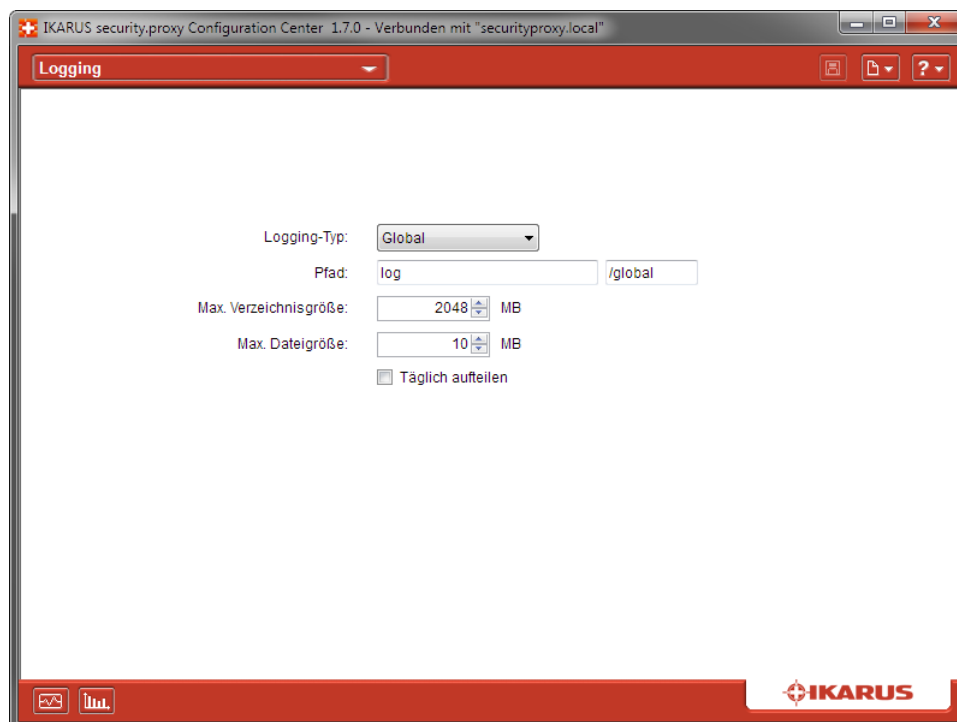 IKARUS security.proxy Configuration Center 1.7.0 - Verbunden mit "securityproxy.local"
Logging
?
Logging-Typ: Global
Pfad: log /global
Max. Verzeichnisgröße: 2048 MB
Max. Dateigröße: 10 MB
Täglich aufteilen
IKARUS